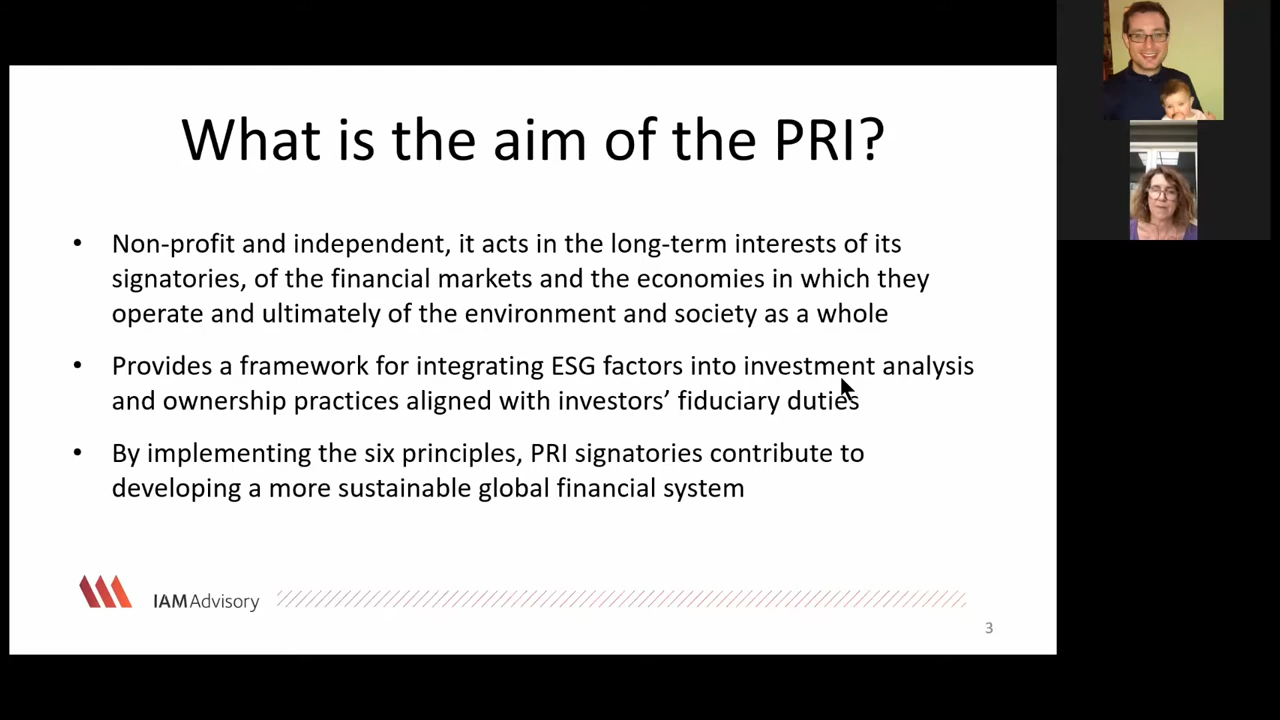 What is the aim of the PRI?
• Non-profit and independent, it acts in the long-term interests of its
signatories, of the financial markets and the economies in which they
operate and ultimately of the environment and society as a whole
• Provides a framework for integrating ESG factors into investment analysis
and ownership practices aligned with investors’ fiduciary duties
• By implementing the six principles, PRI signatories contribute to
developing a more sustainable global financial system
IAM Advisory
3